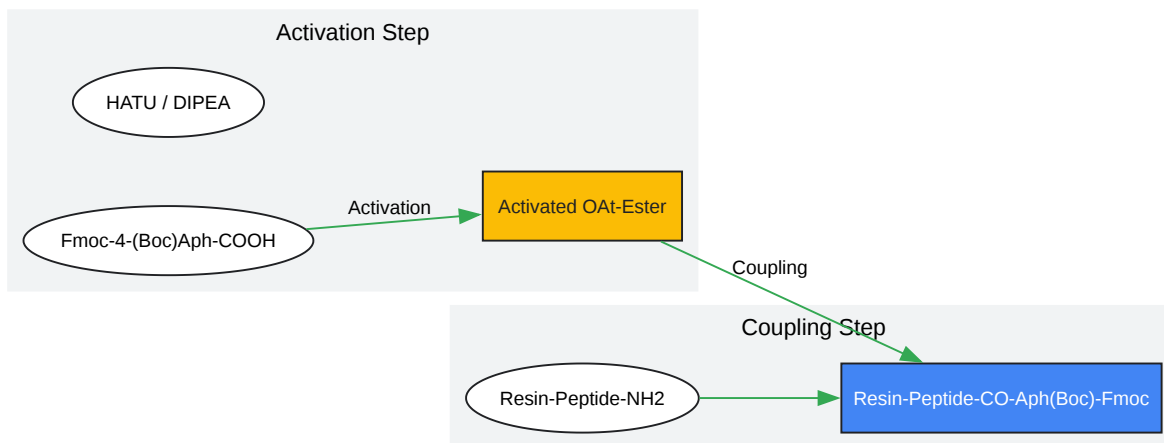 Activation Step
HATU / DIPEA
Fmoc-4-(Boc)Aph-COOH
Activation
Activated OAt-Ester
Coupling
Coupling Step
Resin-Peptide-NH2
Resin-Peptide-CO-Aph(Boc)-Fmoc